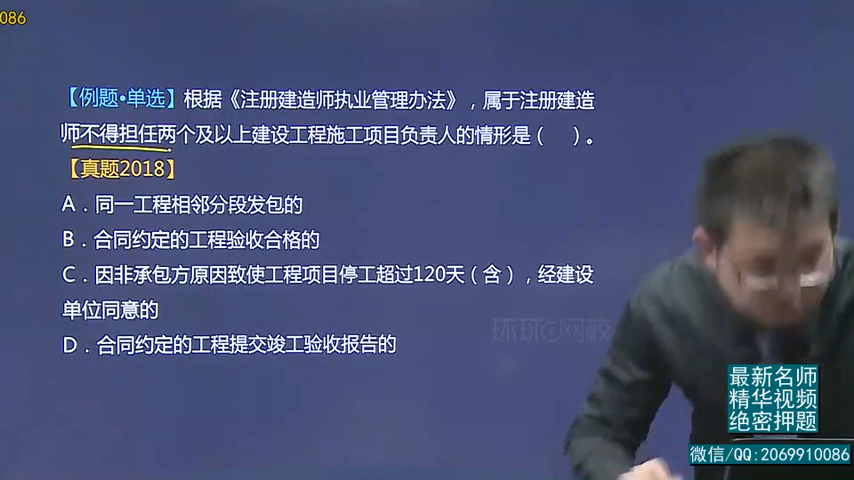 086
【例题•单选】根据《注册建造师执业管理办法》，属于注册建造
师不得担任两个及以上建设工程施工项目负责人的情形是（ ）。
【真题2018】
A．同一工程相邻分段发包的
B．合同约定的工程验收合格的
C．因非承包方原因致使工程项目停工超过120天（含），经建设
单位同意的
D．合同约定的工程提交竣工验收报告的
环球网校
最新名师
精华视频
绝密押题
微信/QQ:2069910086